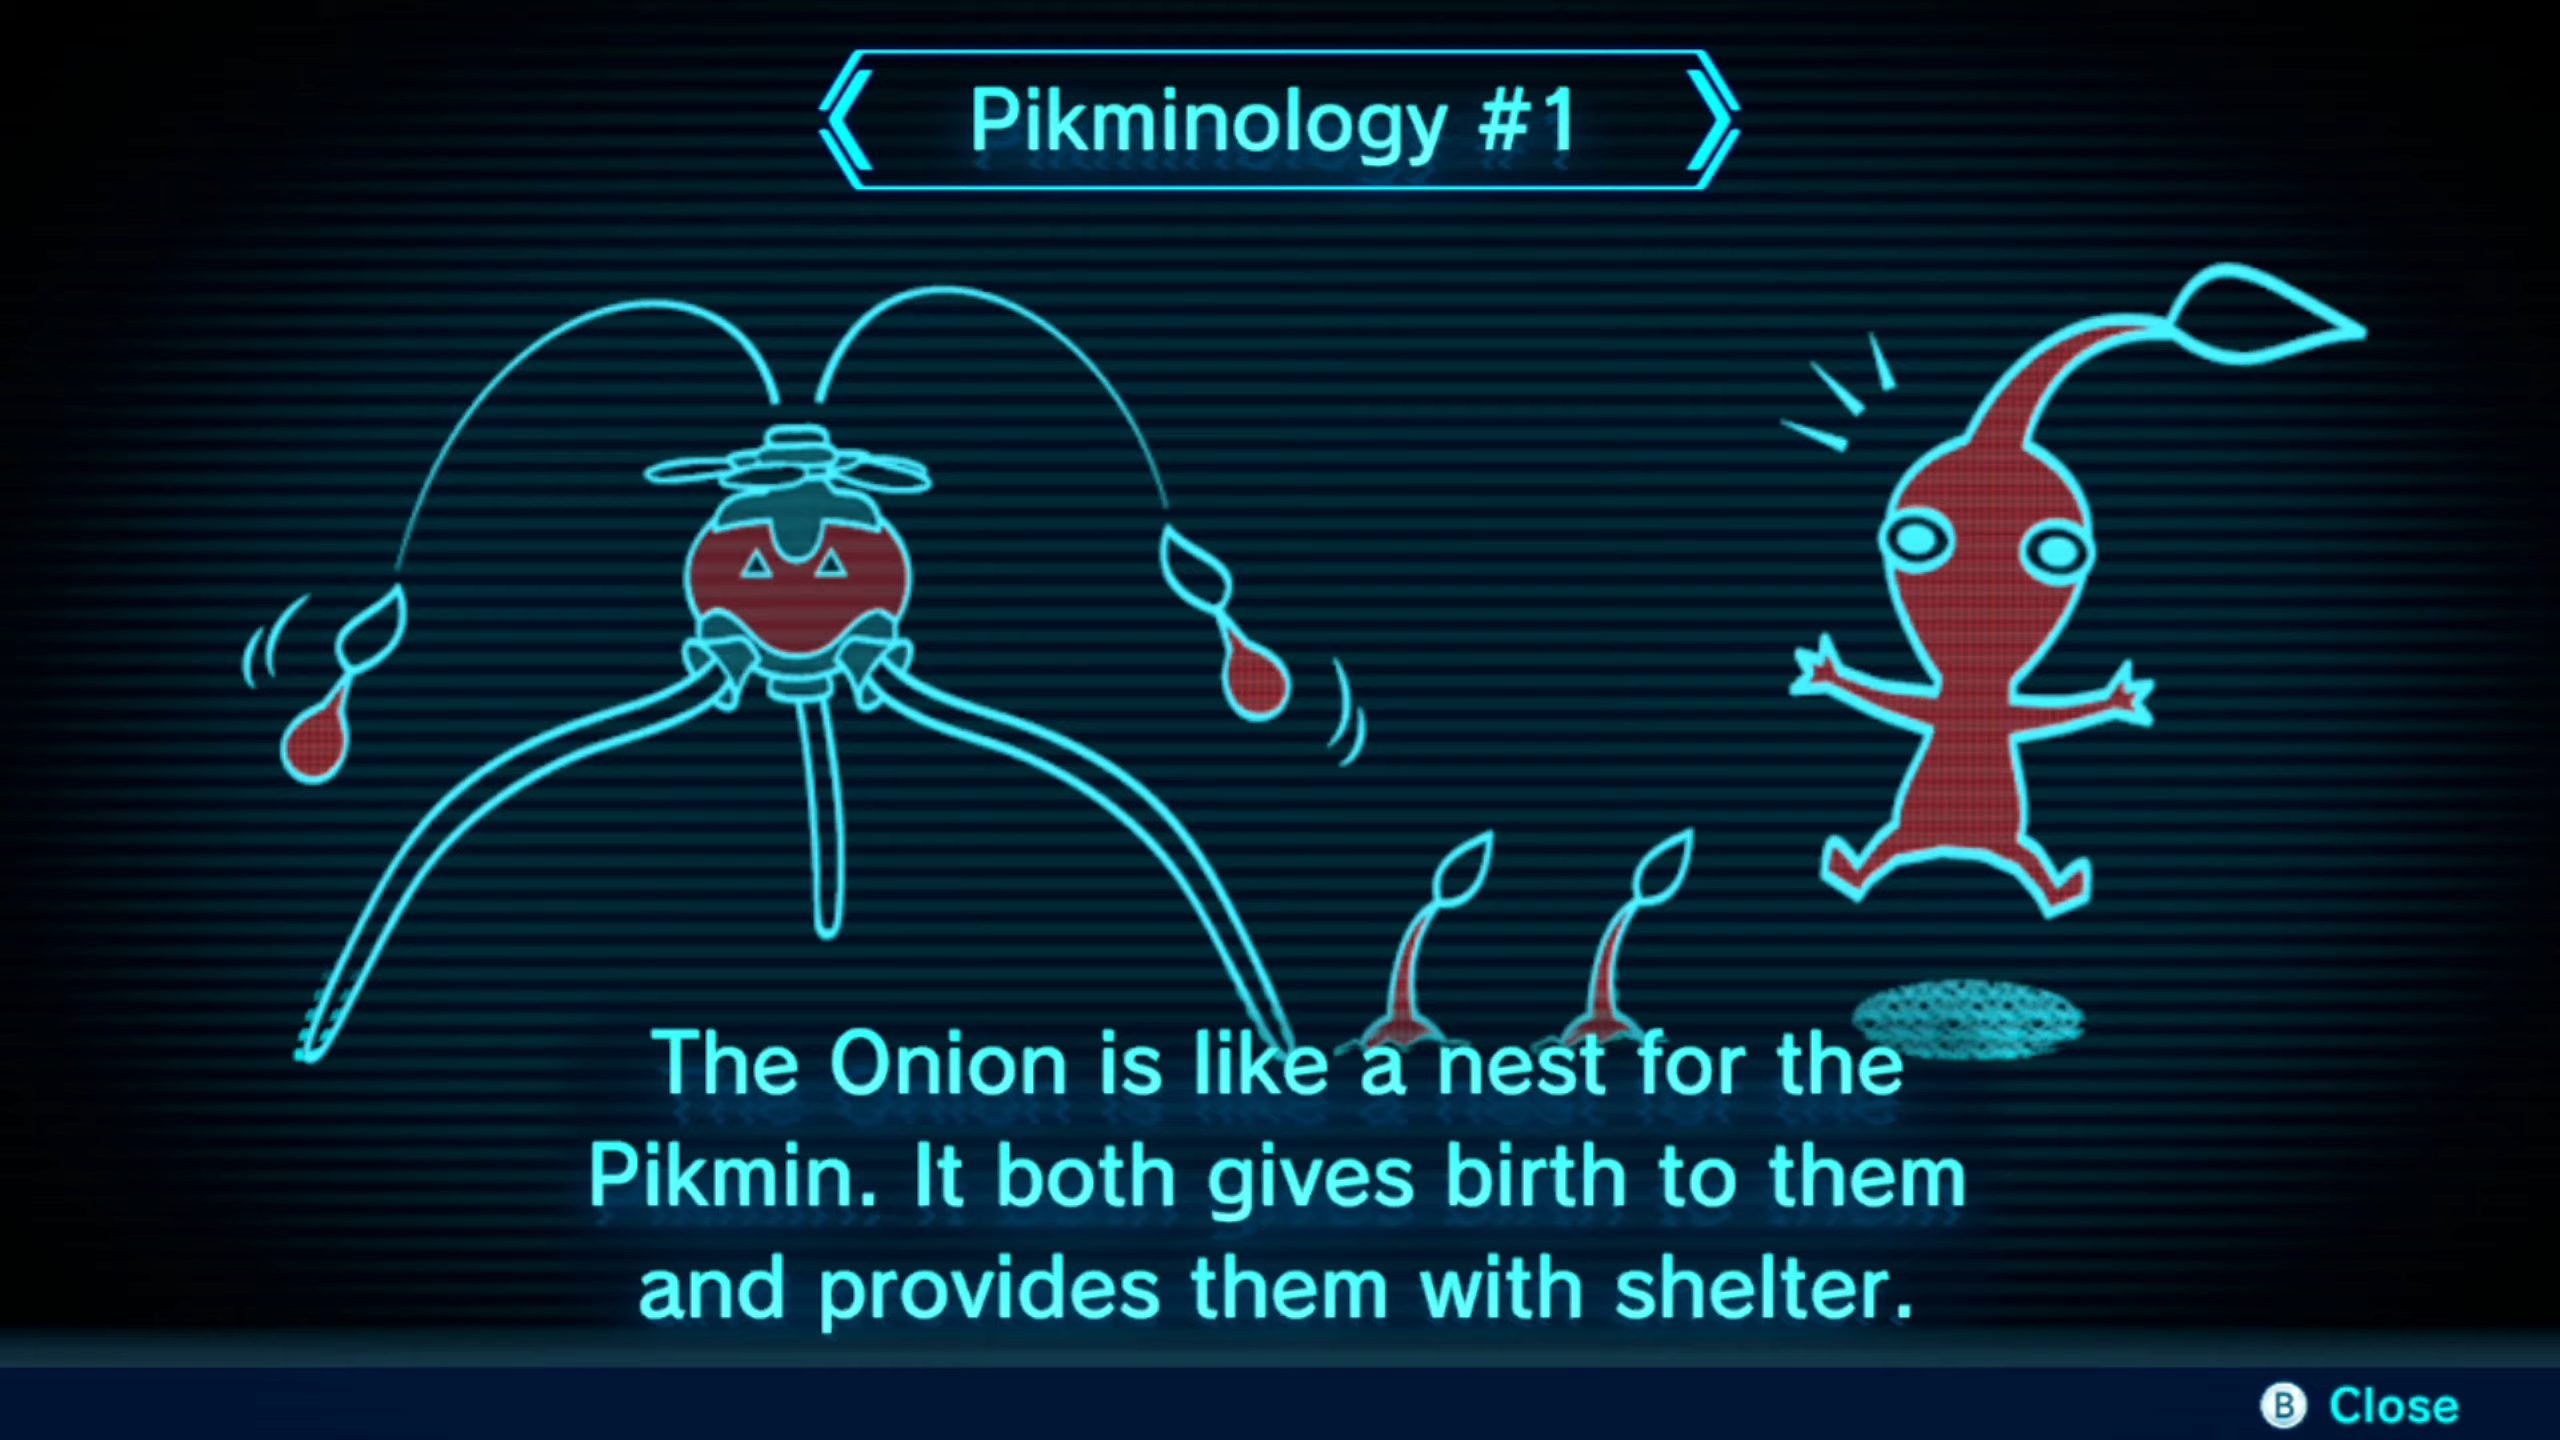 Pikminology #1
The Onion is like a nest for the
Pikmin. It both gives birth to them
and provides them with shelter.
B Close